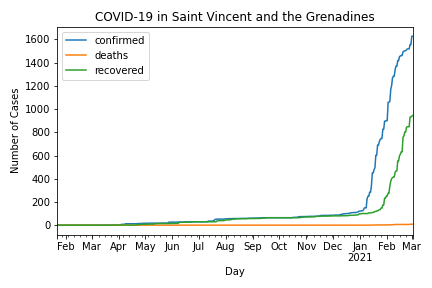 COVID-19 in Saint Vincent and the Grenadines
confirmed
deaths
recovered
Number of Cases
1600
1400
1200
1000
800
600
400
200
0
Feb Mar Apr May Jun Jul Aug Sep Oct Nov Dec Jan Feb Mar
2021
Day